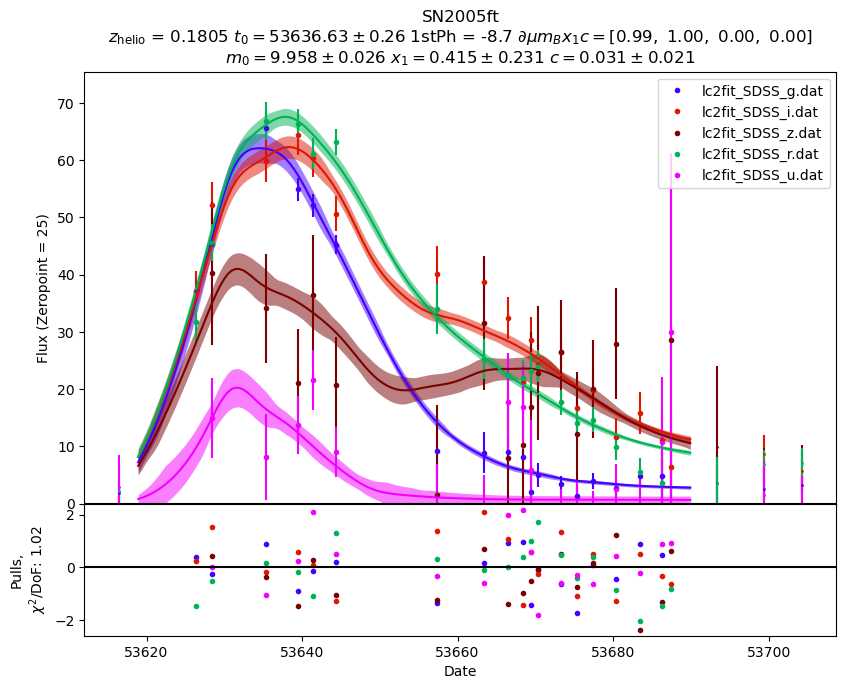 SN2005ft
z_helio = 0.1805 t_0 = 53636.63 ± 0.26 1stPh = -8.7 ∂μm_Bx_1c = [0.99, 1.00, 0.00, 0.00]
m_0 = 9.958 ± 0.026 x_1 = 0.415 ± 0.231 c = 0.031 ± 0.021
lc2fit_SDSS_g.dat
lc2fit_SDSS_i.dat
lc2fit_SDSS_z.dat
lc2fit_SDSS_r.dat
lc2fit_SDSS_u.dat
Flux (Zeropoint = 25)
70
60
50
40
30
20
10
0
Pulls,
χ²/DoF: 1.02
2
0
−2
53620 53640 53660 53680 53700
Date